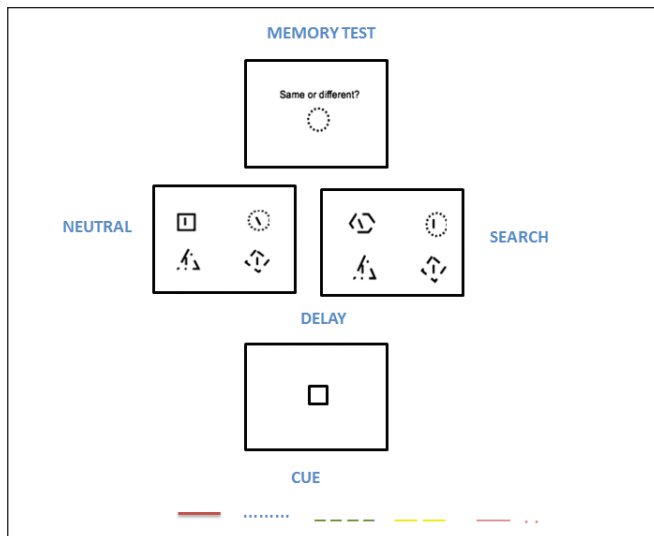 MEMORY TEST
Same or different?
NEUTRAL
SEARCH
DELAY
CUE